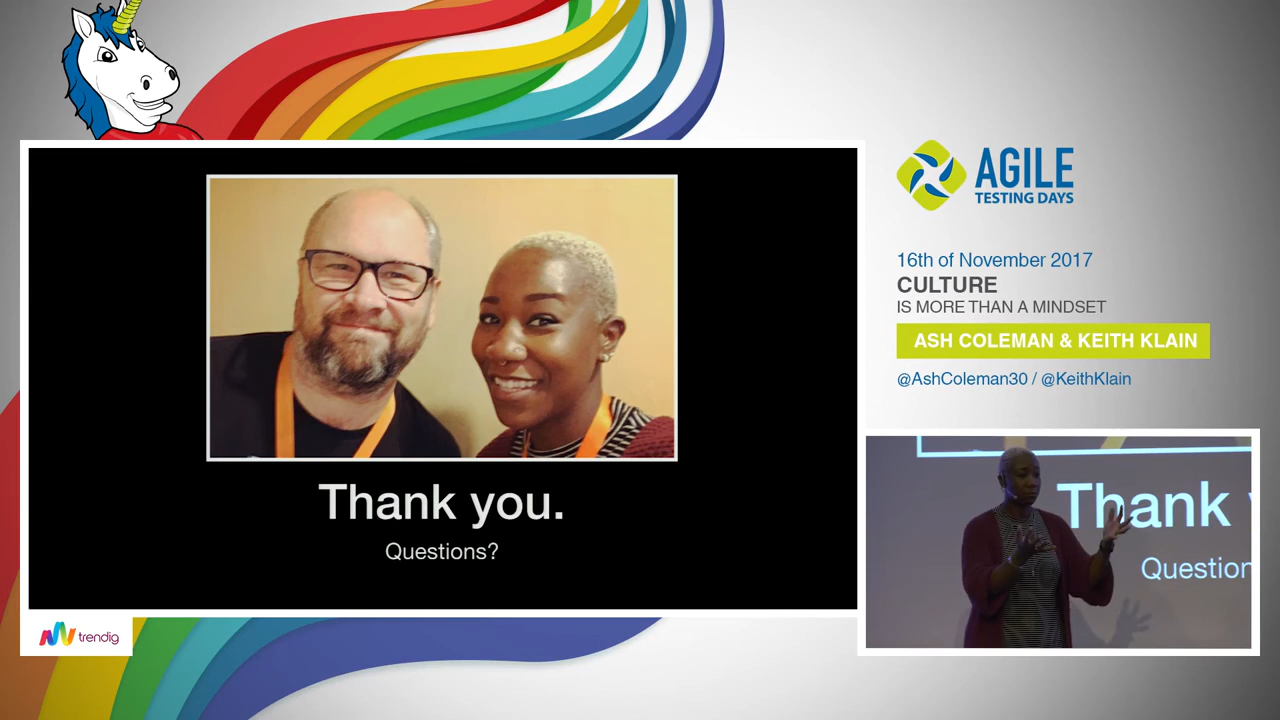 Thank you.
Questions?
trendig
AGILE
TESTING DAYS
16th of November 2017
CULTURE
IS MORE THAN A MINDSET
ASH COLEMAN & KEITH KLAIN
@AshColeman30 / @KeithKlain
Thank
Question